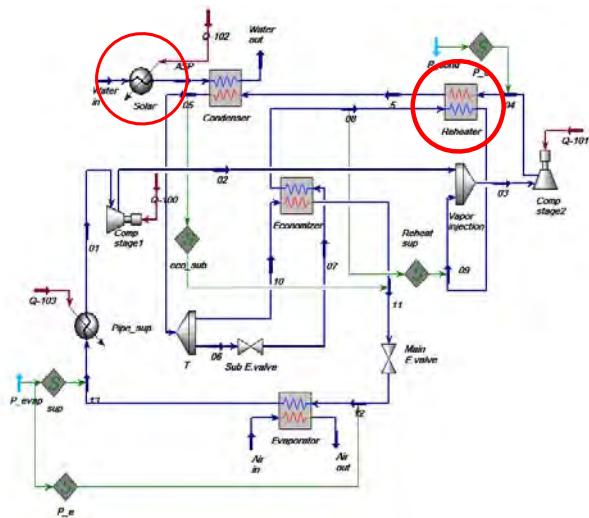 Q-102
Water
out
ASP
Water
in
Solar
05
Condenser
08
5
Reheater
04
Q-101
02
Q-100
Comp
stage1
Economizer
Vapor
injection
03
Comp
stage2
01
eco_sub
10
07
Reheat
sup
09
11
Q-103
Pipe_sup
T
06
Sub E.valve
Main
E.valve
P_evap
sup
13
12
Evaporator
Air
in
Air
out
P_e